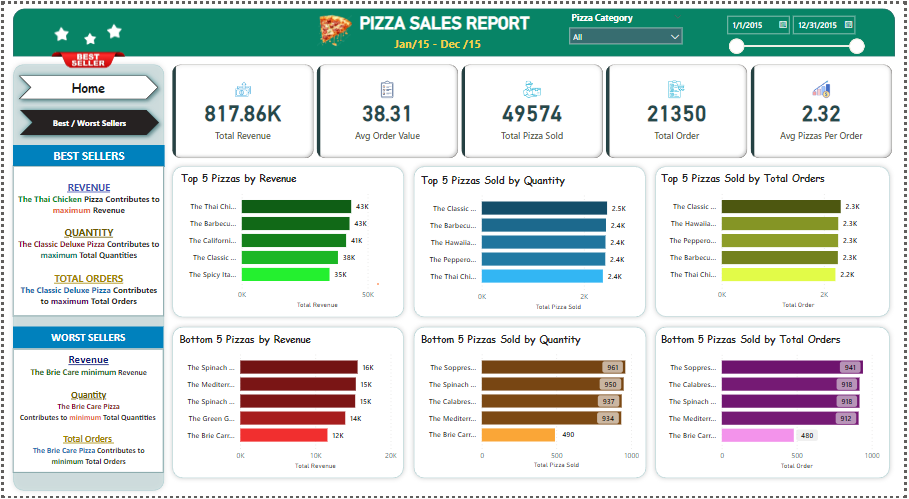 PIZZA SALES REPORT
Jan/15 - Dec /15
Pizza Category
All
1/1/2015
12/31/2015
BEST
SELLER
Home
Best / Worst Sellers
BEST SELLERS
REVENUE
The Thai Chicken Pizza Contributes to
maximum Revenue
QUANTITY
The Classic Deluxe Pizza Contributes to
maximum Total Quantities
TOTAL ORDERS
The Classic Deluxe Pizza Contributes
to maximum Total Orders
WORST SELLERS
Revenue
The Brie Care minimum Revenue
Quantity
The Brie Care Pizza
Contributes to minimum Total Quantities
Total Orders
The Brie Care Pizza Contributes to
minimum Total Orders
817.86K
Total Revenue
38.31
Avg Order Value
49574
Total Pizza Sold
21350
Total Order
2.32
Avg Pizzas Per Order
Top 5 Pizzas by Revenue
The Thai Chi... 43K
The Barbecu... 43K
The Californi... 41K
The Classic ... 38K
The Spicy Ita... 35K
0K 50K
Total Revenue
Top 5 Pizzas Sold by Quantity
The Classic ... 2.5K
The Barbecu... 2.4K
The Hawaiia... 2.4K
The Peppero... 2.4K
The Thai Chi... 2.4K
0K 2K
Total Pizza Sold
Top 5 Pizzas Sold by Total Orders
The Classic ... 2.3K
The Hawaiia... 2.3K
The Peppero... 2.3K
The Barbecu... 2.3K
The Thai Chi... 2.2K
0K 2K
Total Order
Bottom 5 Pizzas by Revenue
The Spinach ... 16K
The Mediterr... 15K
The Spinach ... 15K
The Green G... 14K
The Brie Carr... 12K
0K 10K 20K
Total Revenue
Bottom 5 Pizzas Sold by Quantity
The Soppres... 961
The Spinach ... 950
The Calabres... 937
The Mediterr... 934
The Brie Carr... 490
0 500 1000
Total Pizza Sold
Bottom 5 Pizzas Sold by Total Orders
The Soppres... 941
The Calabres... 918
The Spinach ... 918
The Mediterr... 912
The Brie Carr... 480
0 500 1000
Total Order